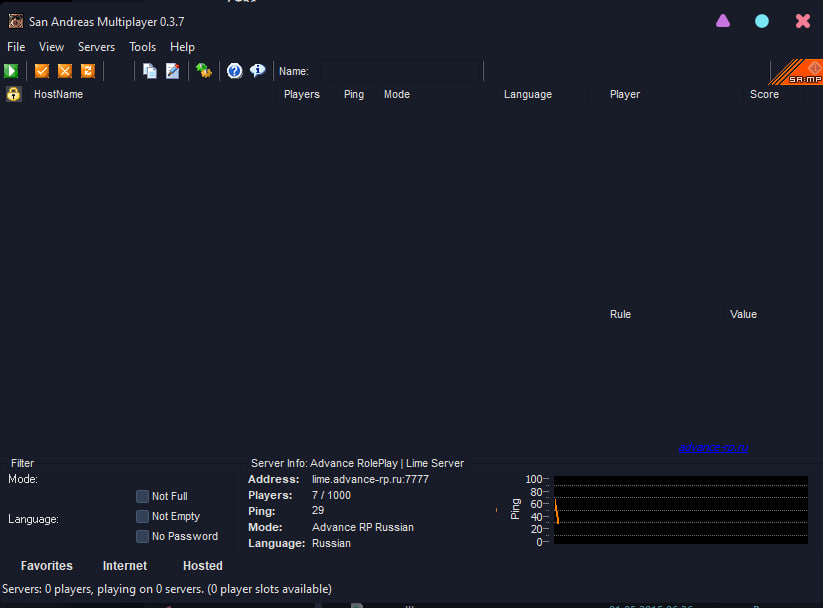 San Andreas Multiplayer 0.3.7
File View Servers Tools Help
Name:
SA:MP
HostName Players Ping Mode Language Player Score
Rule Value
Filter
Mode:
Not Full
Language:
Not Empty
No Password
Server Info: Advance RolePlay | Lime Server
Address: lime.advance-rp.ru:7777
Players: 7 / 1000
Ping: 29
Mode: Advance RP Russian
Language: Russian
Ping
100
80
60
40
20
0
Favorites Internet Hosted
Servers: 0 players, playing on 0 servers. (0 player slots available)